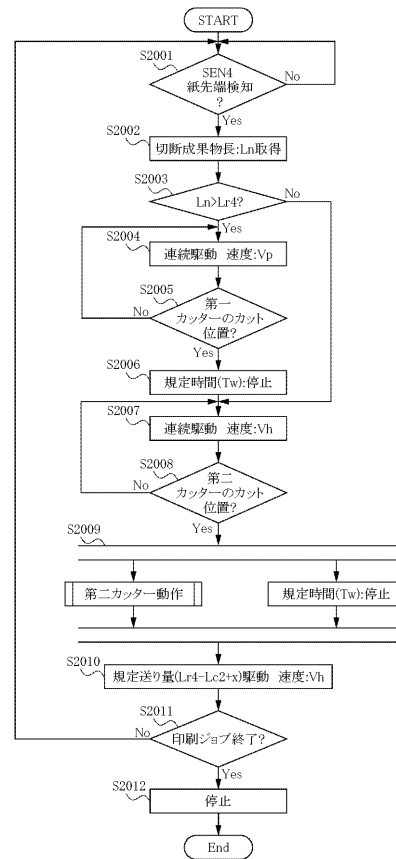 START
S2001
SEN4
紙先端検知
?
No
Yes
S2002
切断成果物長:Ln取得
S2003
Ln>Lr4?
No
Yes
S2004
連続駆動 速度:Vp
S2005
第一
カッターのカット
位置?
No
Yes
S2006
規定時間(Tw):停止
S2007
連続駆動 速度:Vh
S2008
第二
カッターのカット
位置?
No
Yes
S2009
第二カッター動作
規定時間(Tw):停止
S2010
規定送り量(Lr4-Lc2+x)駆動 速度:Vh
S2011
印刷ジョブ終了?
No
Yes
S2012
停止
End